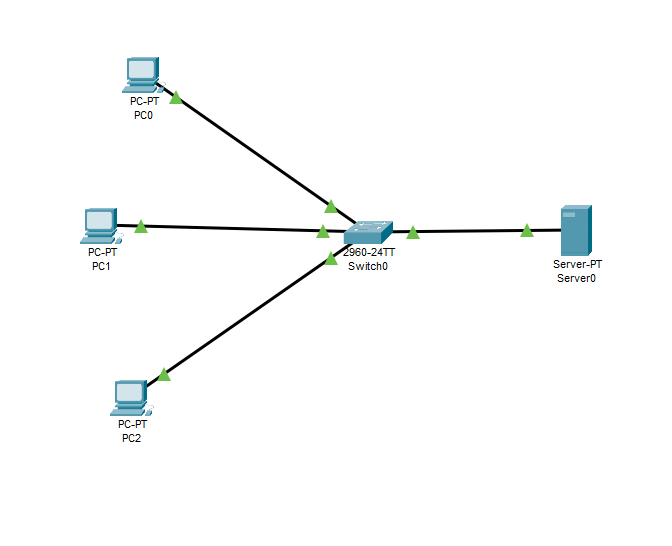 PC-PT
PC0
PC-PT
PC1
2960-24TT
Switch0
Server-PT
Server0
PC-PT
PC2